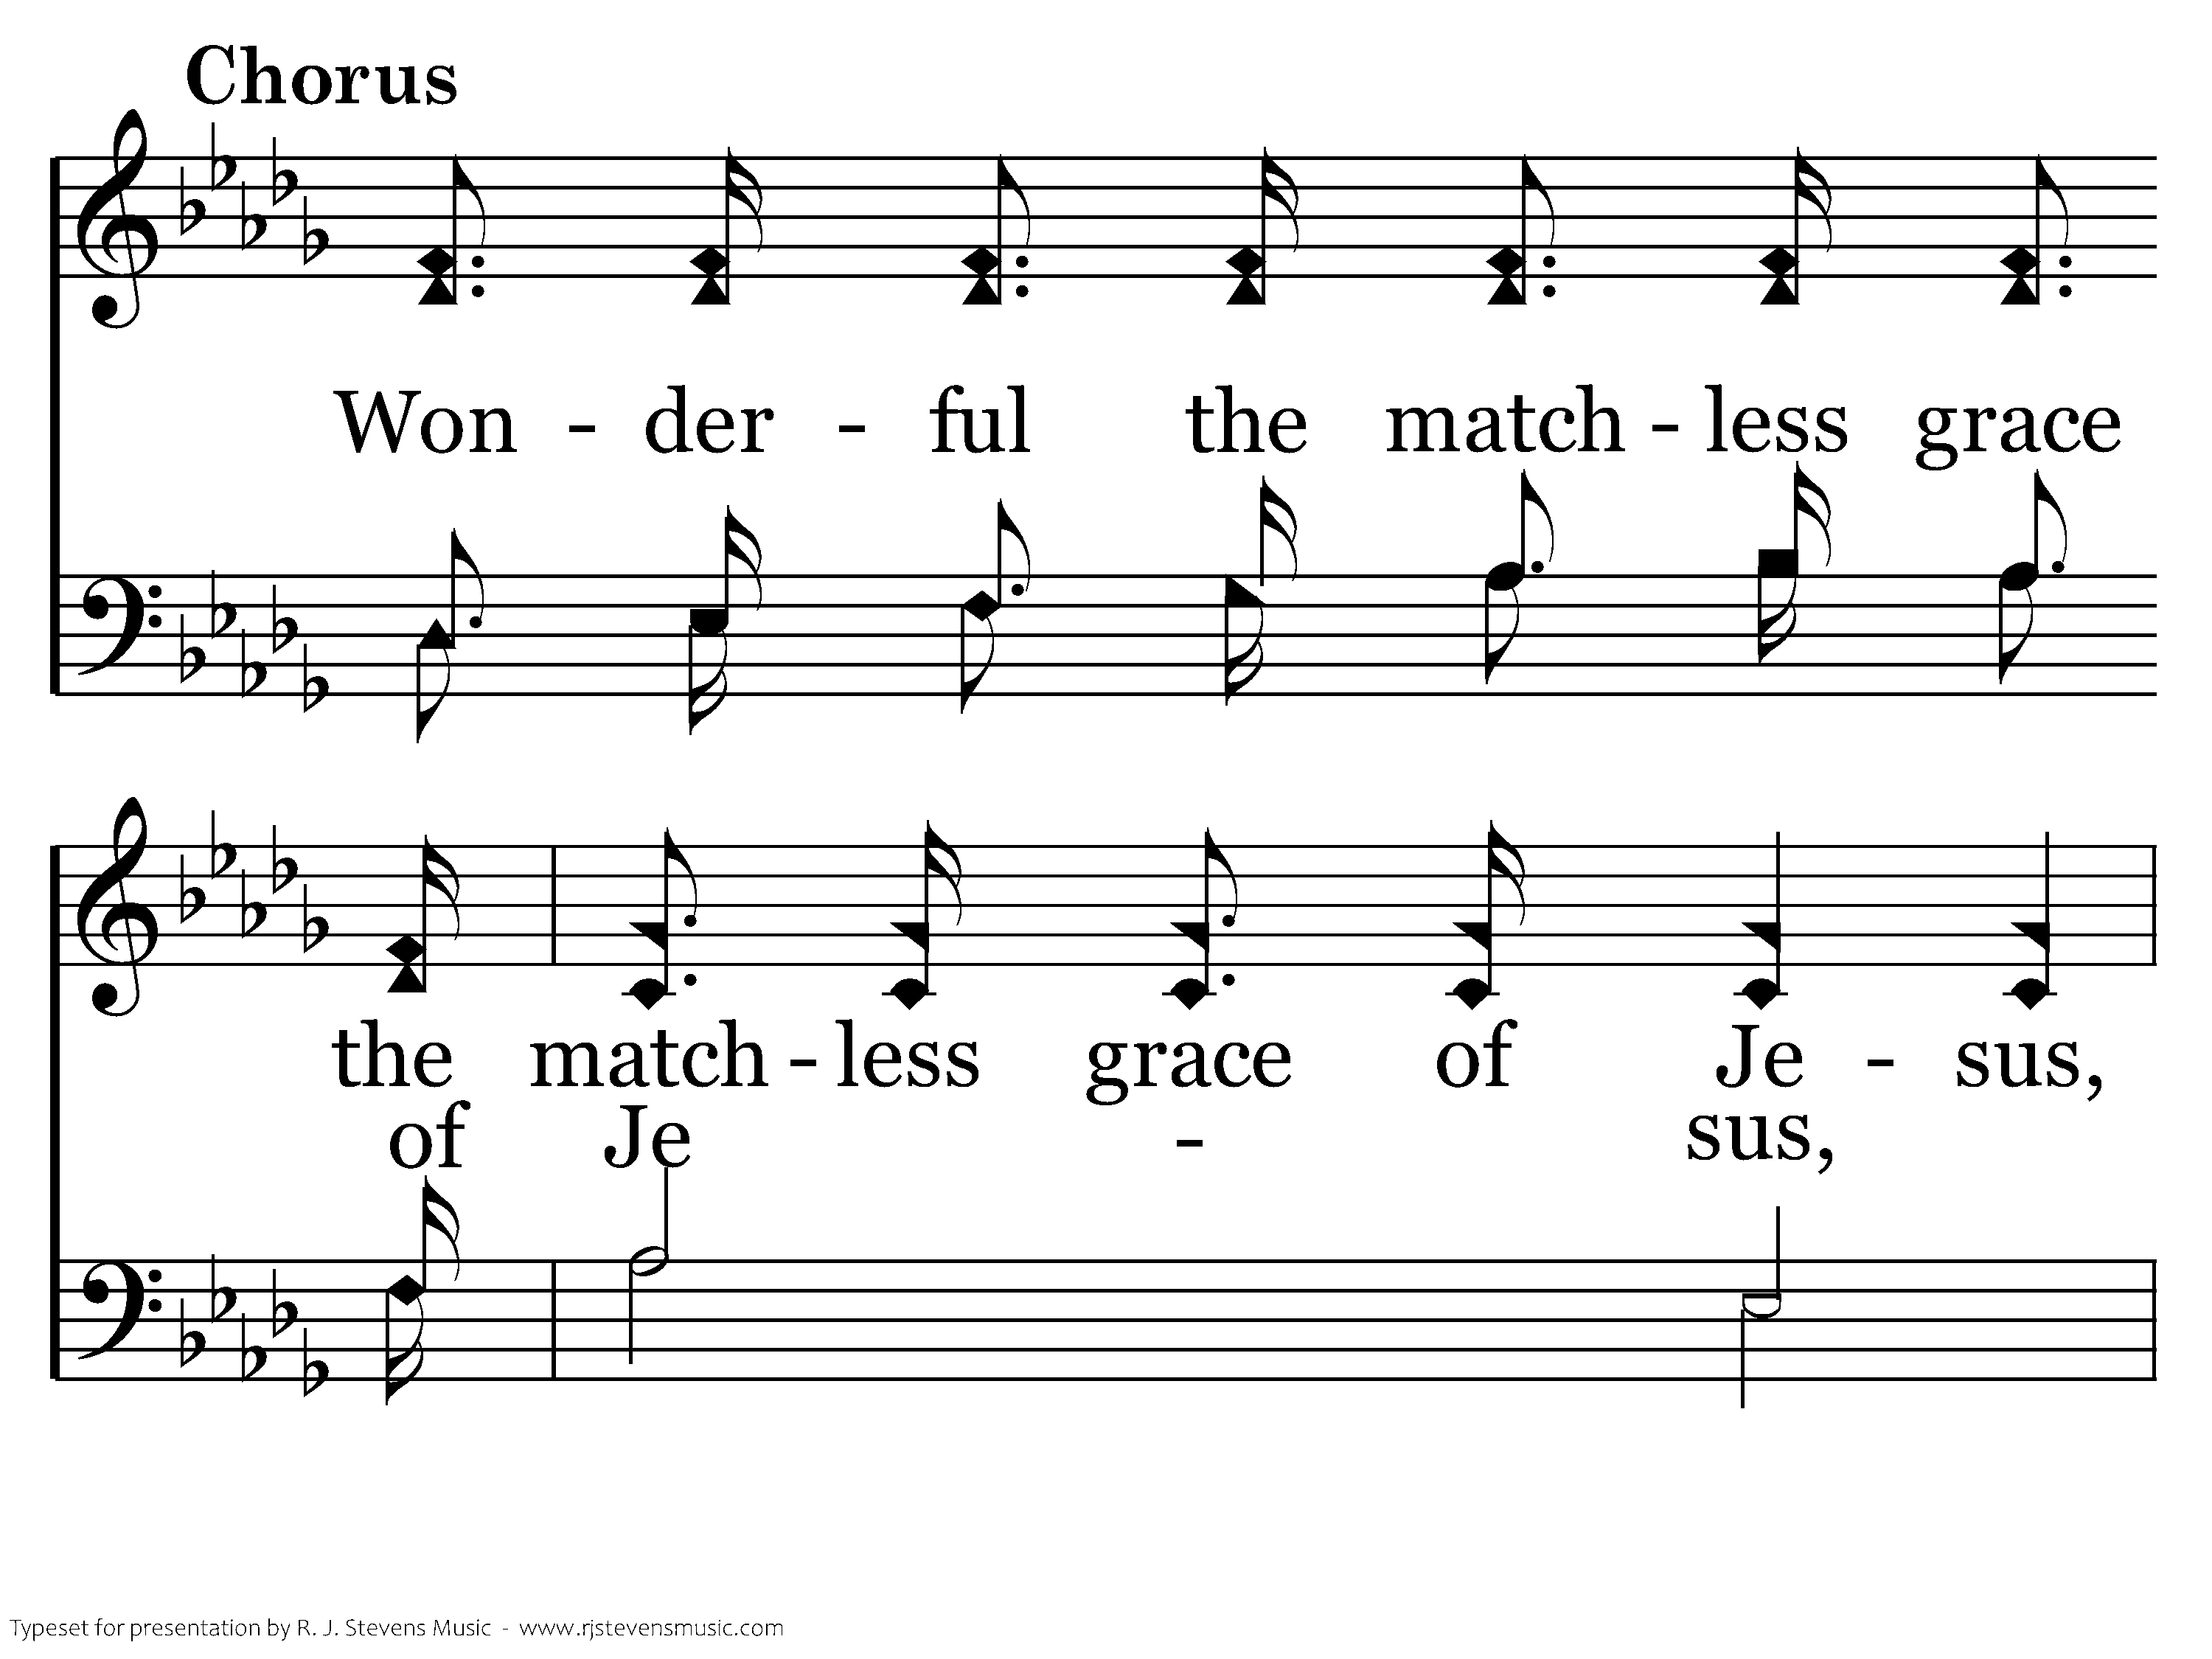 Chorus
Won - der - ful the match - less grace
the match - less grace of Je - sus,
of Je - sus,
Typeset for presentation by R. J. Stevens Music - www.rjstevensmusic.com